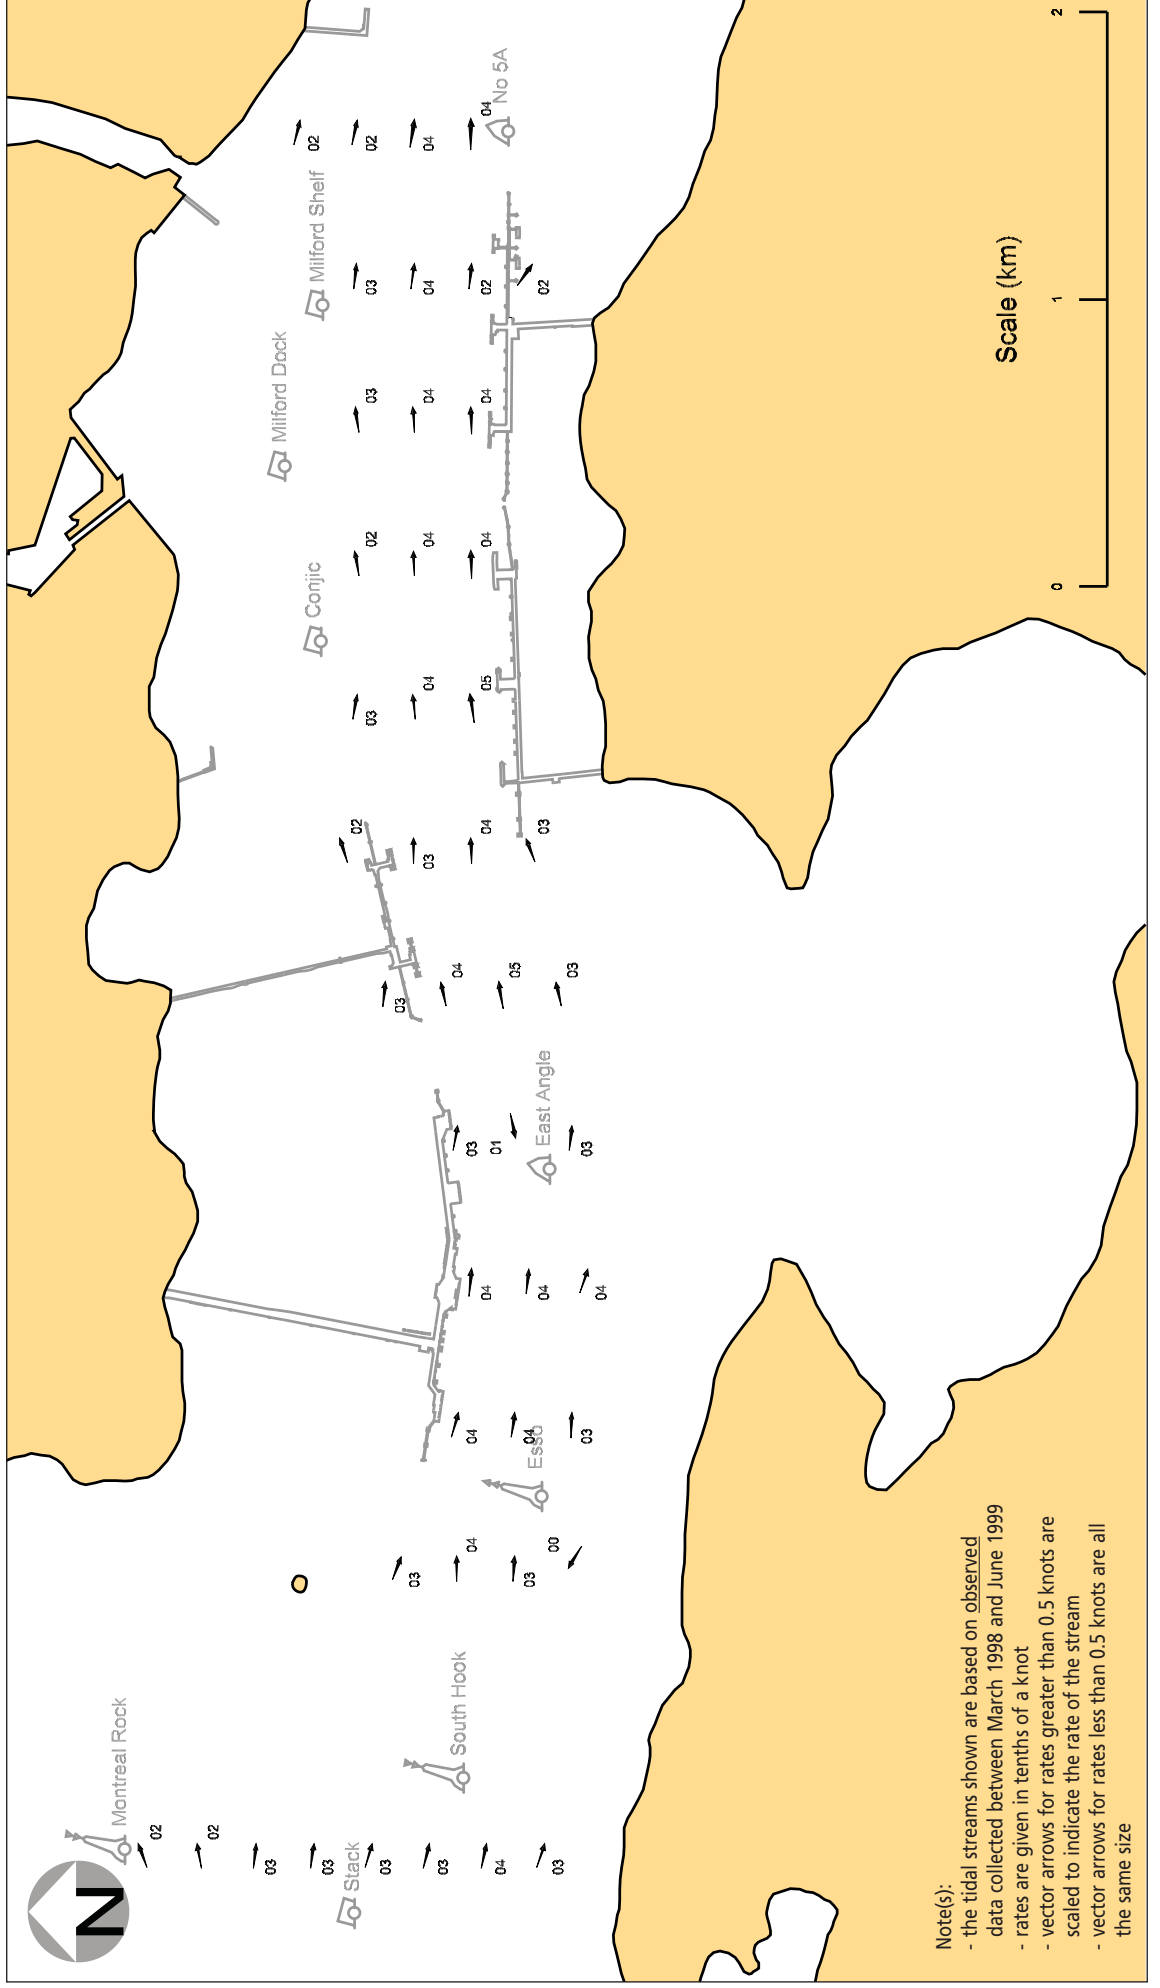 N
Montreal Rock
02
02
03
03
Stack
03
03
04
03
South Hook
03
04
03
00
Esso
04
04
03
04
04
04
03
01
03
East Angle
03
04
05
03
02
03
04
03
03
04
05
Conjic
02
04
04
Milford Dock
03
04
04
Milford Shelf
03
04
02
02
02
02
04
04
No 5A
Note(s):
- the tidal streams shown are based on observed
data collected between March 1998 and June 1999
- rates are given in tenths of a knot
- vector arrows for rates greater than 0.5 knots are
scaled to indicate the rate of the stream
- vector arrows for rates less than 0.5 knots are all
the same size
Scale (km)
0 1 2